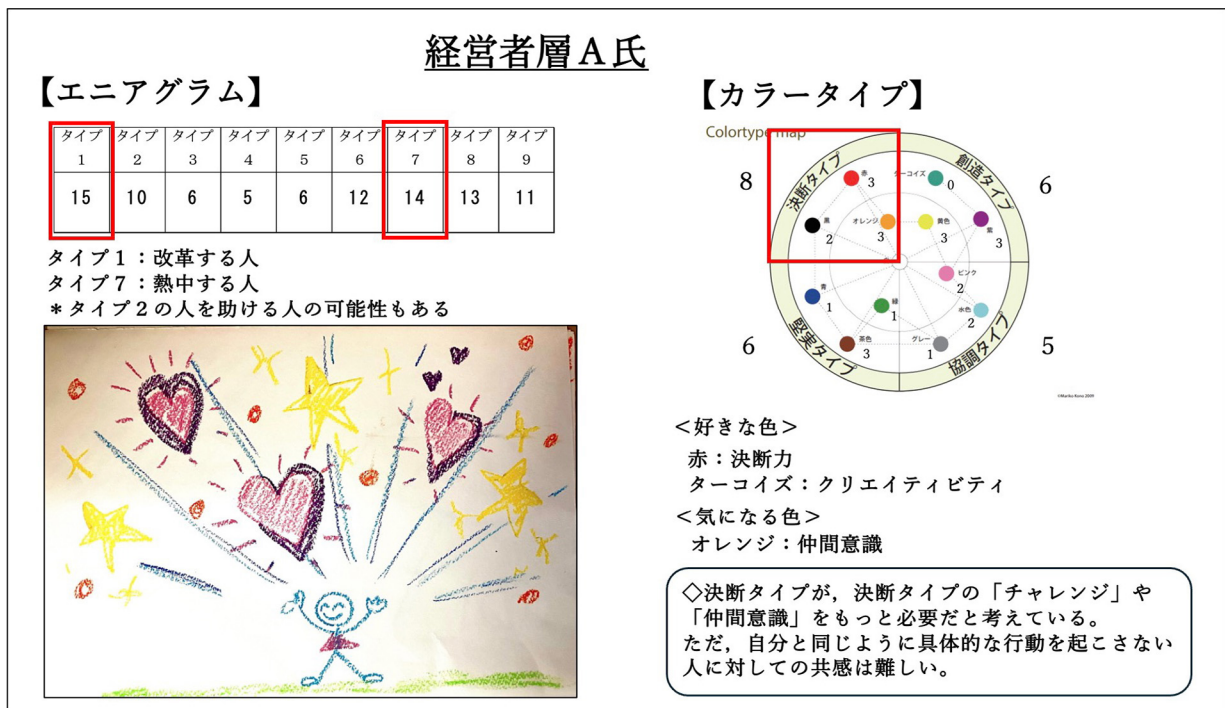 経営者層A氏
【エニアグラム】
タイプ1 タイプ2 タイプ3 タイプ4 タイプ5 タイプ6 タイプ7 タイプ8 タイプ9
15 10 6 5 6 12 14 13 11
タイプ1：改革する人
タイプ7：熱中する人
＊タイプ2の人を助ける人の可能性もある
【カラータイプ】
Colortype map
8
決断タイプ
創造タイプ
6
赤 3
ターコイズ 0
黒 2
オレンジ 3
黄色 3
紫 3
ピンク 2
青 1
緑 1
水色 2
茶色 3
グレー 1
6
堅実タイプ
協調タイプ
5
＜好きな色＞
赤：決断力
ターコイズ：クリエイティビティ
＜気になる色＞
オレンジ：仲間意識
◇決断タイプが，決断タイプの「チャレンジ」や
「仲間意識」をもっと必要だと考えている。
ただ，自分と同じように具体的な行動を起こさない
人に対しての共感は難しい。